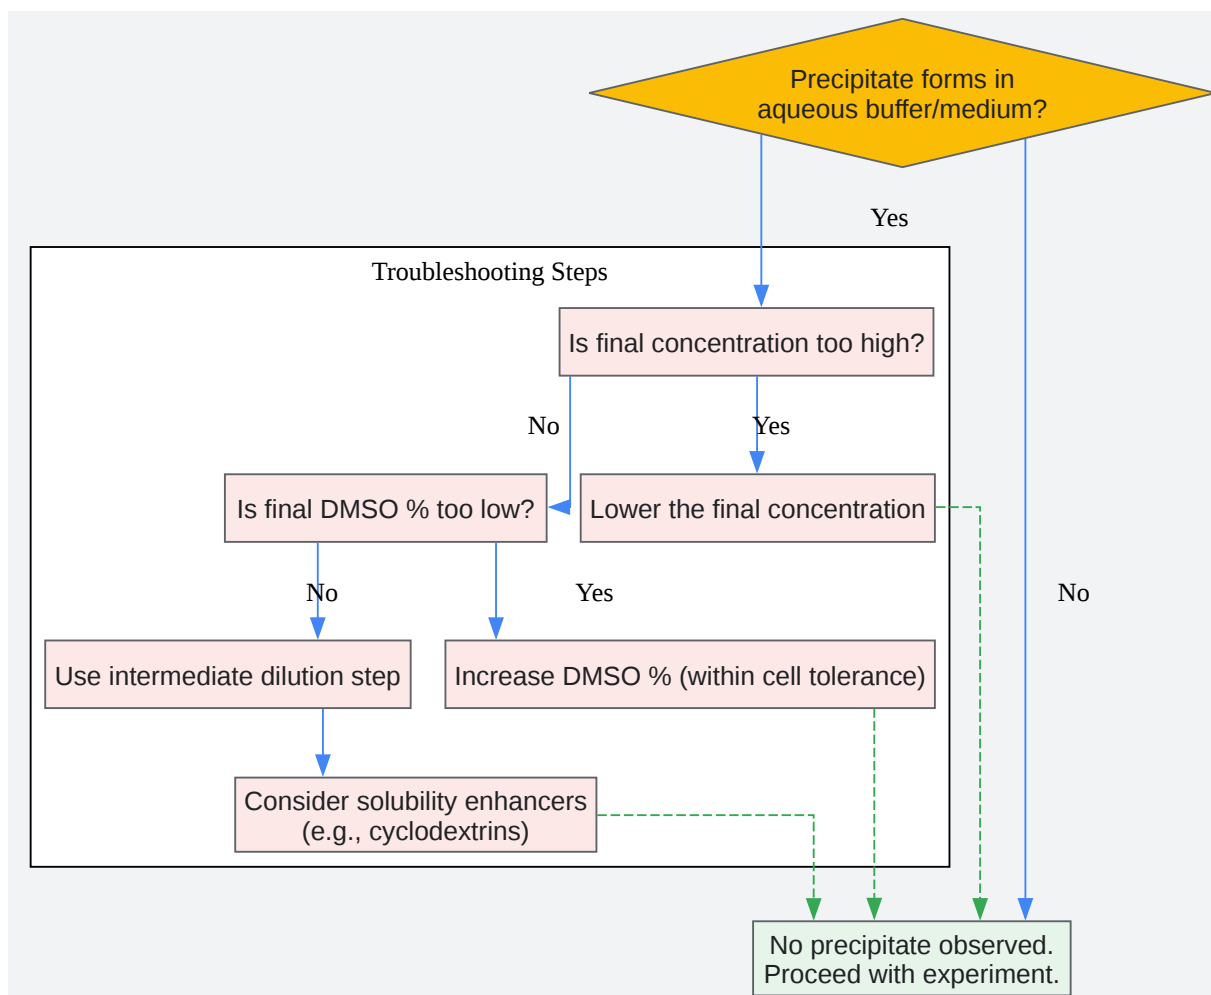 Precipitate forms in
aqueous buffer/medium?
Yes
Troubleshooting Steps
Is final concentration too high?
No
Yes
Is final DMSO % too low?
Lower the final concentration
No
Yes
No
Use intermediate dilution step
Increase DMSO % (within cell tolerance)
Consider solubility enhancers
(e.g., cyclodextrins)
No precipitate observed.
Proceed with experiment.